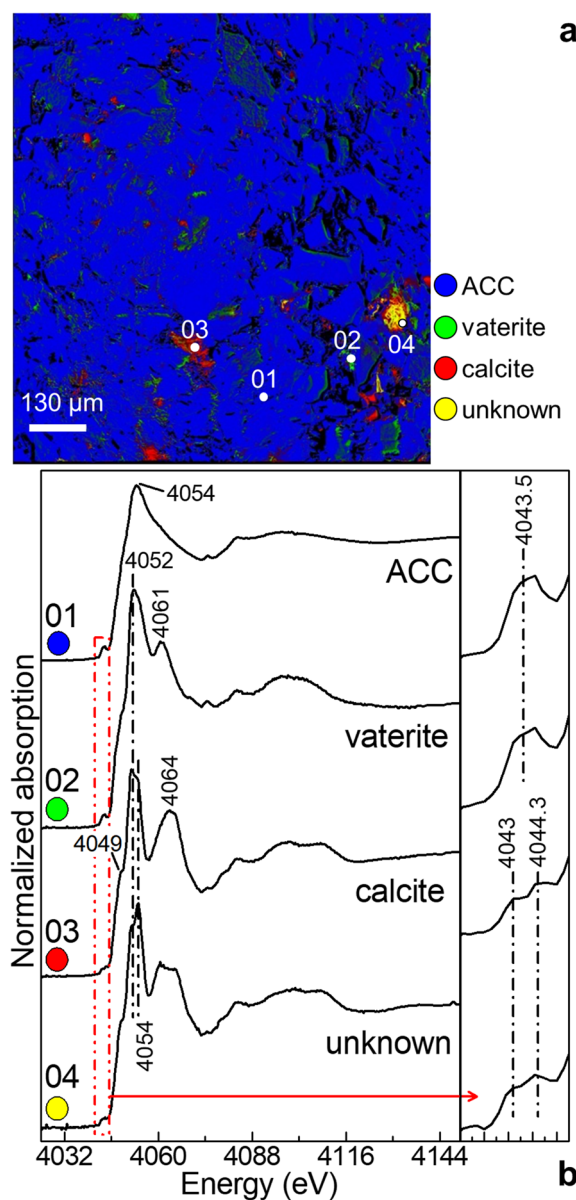 a
03
02
04
01
130 µm
ACC
vaterite
calcite
unknown
4054
4052
4061
ACC
01
4043.5
vaterite
02
4064
4049
4043
4044.3
calcite
03
4054
unknown
04
Normalized absorption
4032 4060 4088 4116 4144
Energy (eV)
b